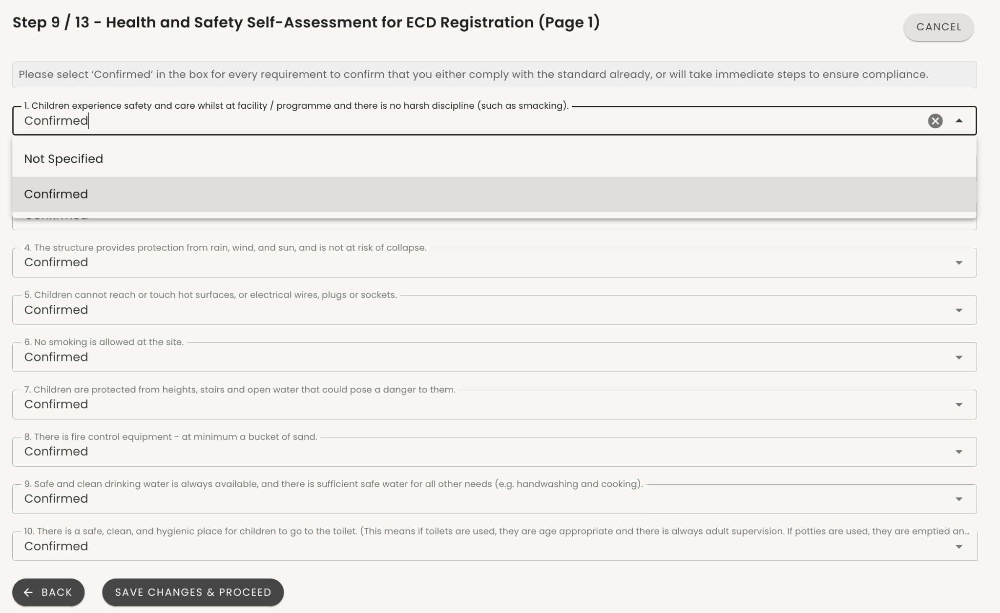 Step 9 / 13 - Health and Safety Self-Assessment for ECD Registration (Page 1)
CANCEL
Please select ‘Confirmed’ in the box for every requirement to confirm that you either comply with the standard already, or will take immediate steps to ensure compliance.
1. Children experience safety and care whilst at facility / programme and there is no harsh discipline (such as smacking).
Confirmed
Not Specified
Confirmed
4. The structure provides protection from rain, wind, and sun, and is not at risk of collapse.
Confirmed
5. Children cannot reach or touch hot surfaces, or electrical wires, plugs or sockets.
Confirmed
6. No smoking is allowed at the site.
Confirmed
7. Children are protected from heights, stairs and open water that could pose a danger to them.
Confirmed
8. There is fire control equipment - at minimum a bucket of sand.
Confirmed
9. Safe and clean drinking water is always available, and there is sufficient safe water for all other needs (e.g. handwashing and cooking).
Confirmed
10. There is a safe, clean, and hygienic place for children to go to the toilet. (This means if toilets are used, they are age appropriate and there is always adult supervision. If potties are used, they are emptied an...
Confirmed
BACK
SAVE CHANGES & PROCEED